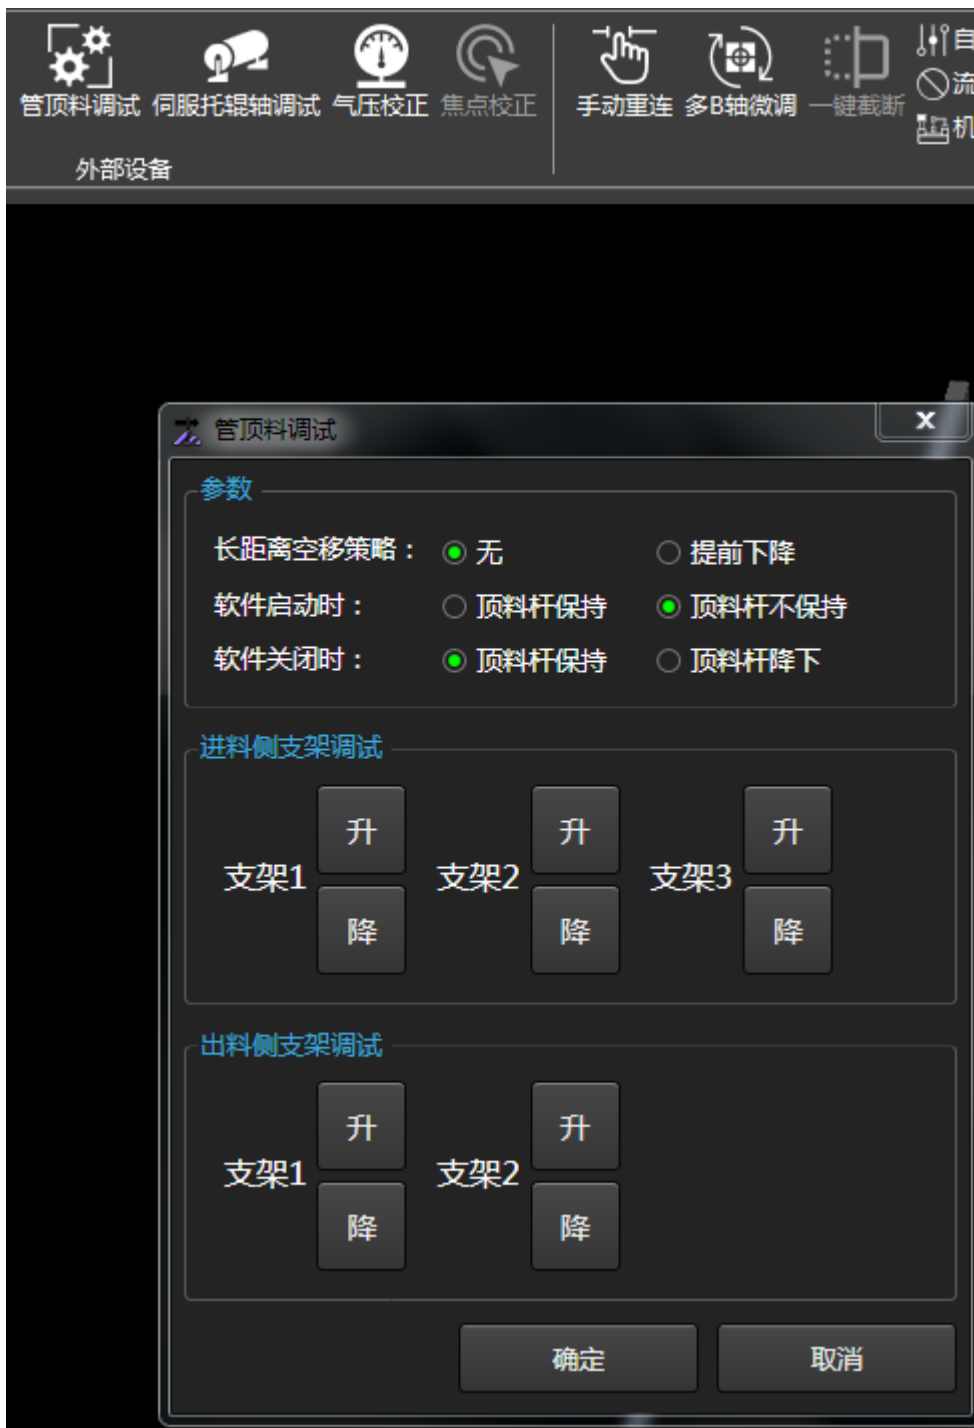 管顶料调试 伺服托辊轴调试 气压校正 焦点校正 手动重连 多B轴微调 一键截断 自
流
机
外部设备
管顶料调试
参数
长距离空移策略： 无 提前下降
软件启动时： 顶料杆保持 顶料杆不保持
软件关闭时： 顶料杆保持 顶料杆降下
进料侧支架调试
升 升 升
支架1 支架2 支架3
降 降 降
出料侧支架调试
升 升
支架1 支架2
降 降
确定 取消